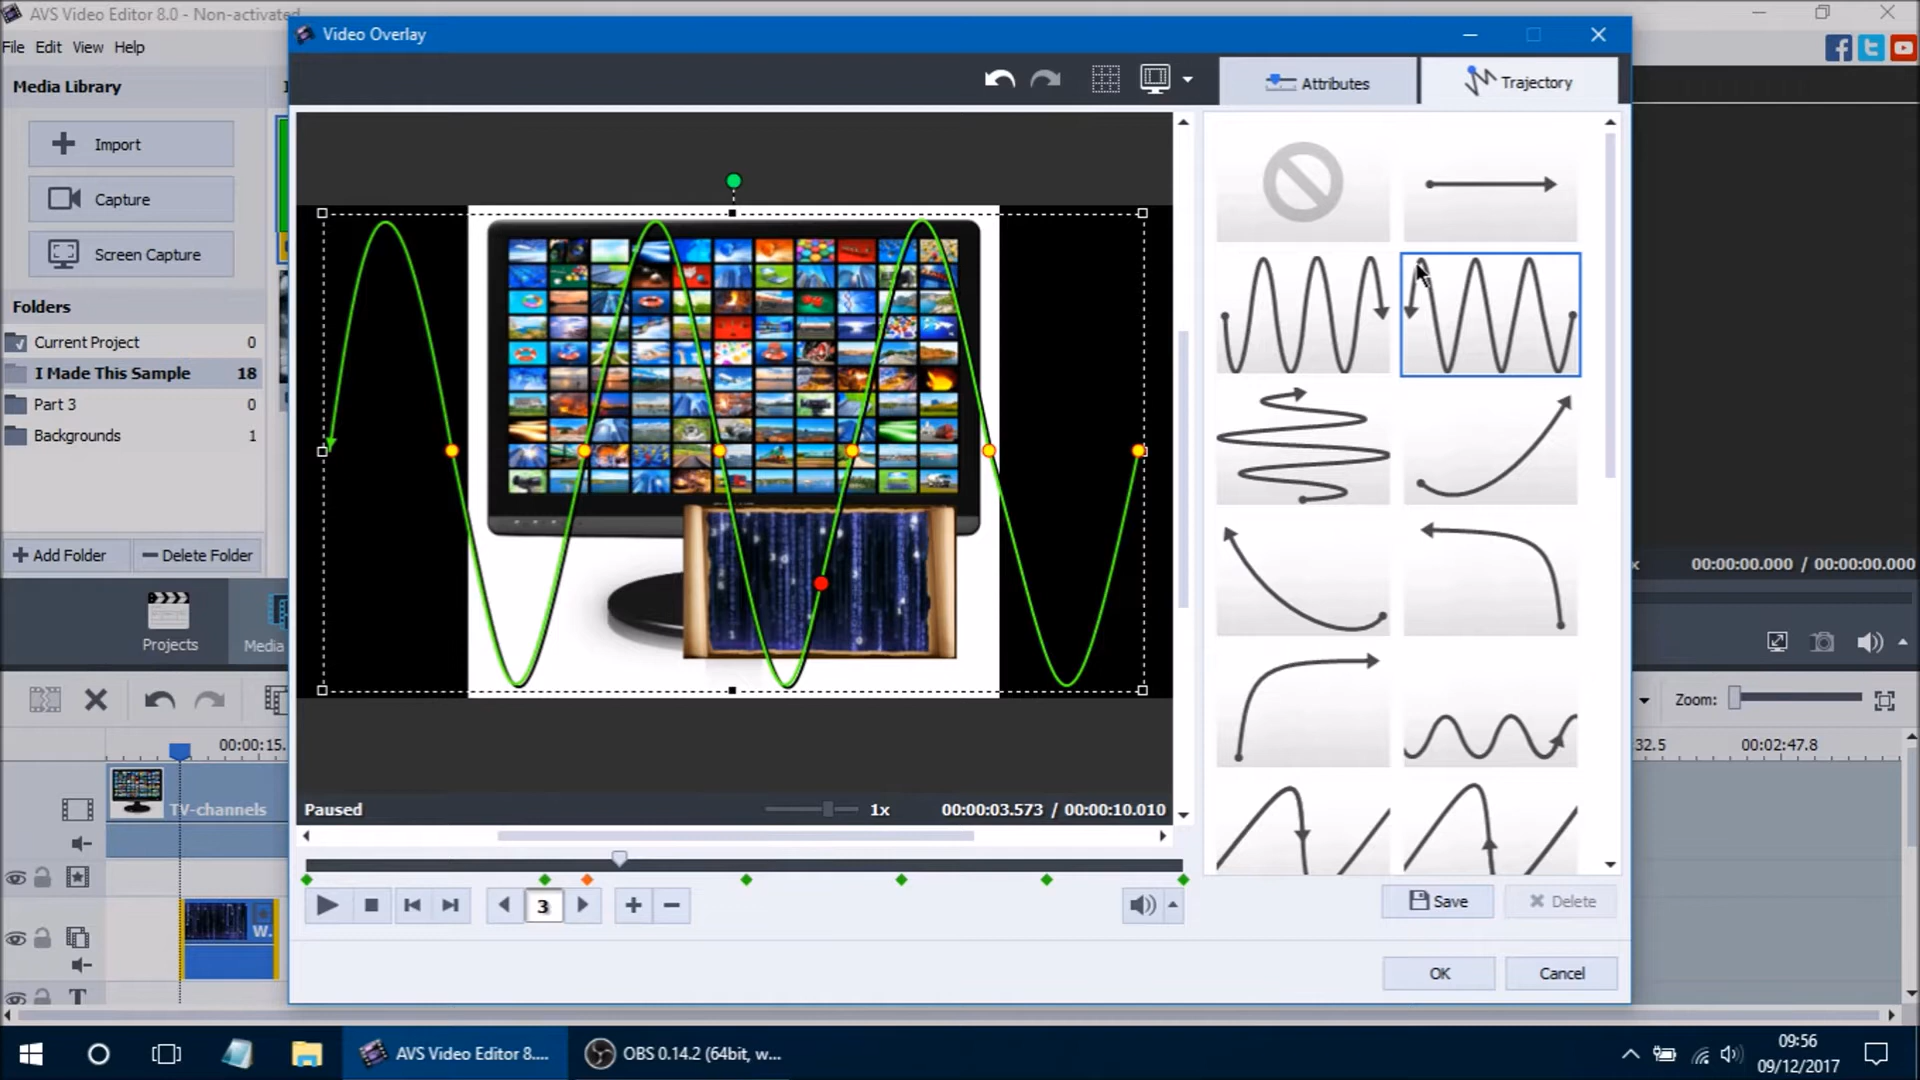 AVS Video Editor 8.0 - Non-activated
Video Overlay
File Edit View Help
Media Library
Attributes
Trajectory
Import
Capture
Screen Capture
Folders
Current Project 0
I Made This Sample 18
Part 3 0
Backgrounds 1
Add Folder
Delete Folder
00:00:00.000 / 00:00:00.000
Projects
Media
Zoom:
00:00:15.
32.5
00:02:47.8
Paused
1x
00:00:03.573 / 00:00:10.010
TV-channels
3
Save
Delete
W.
T
OK
Cancel
AVS Video Editor 8....
OBS 0.14.2 (64bit, w...
09:56
09/12/2017